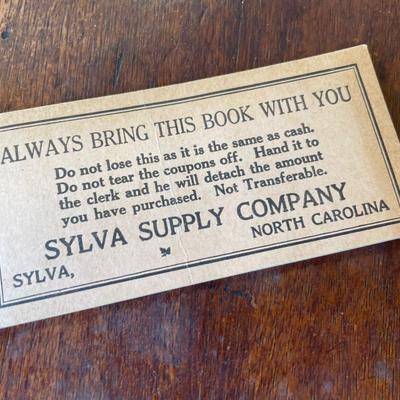 ALWAYS BRING THIS BOOK WITH YOU
Do not lose this as it is the same as cash.
Do not tear the coupons off. Hand it to
the clerk and he will detach the amount
you have purchased. Not Transferable.
SYLVA SUPPLY COMPANY
SYLVA, NORTH CAROLINA